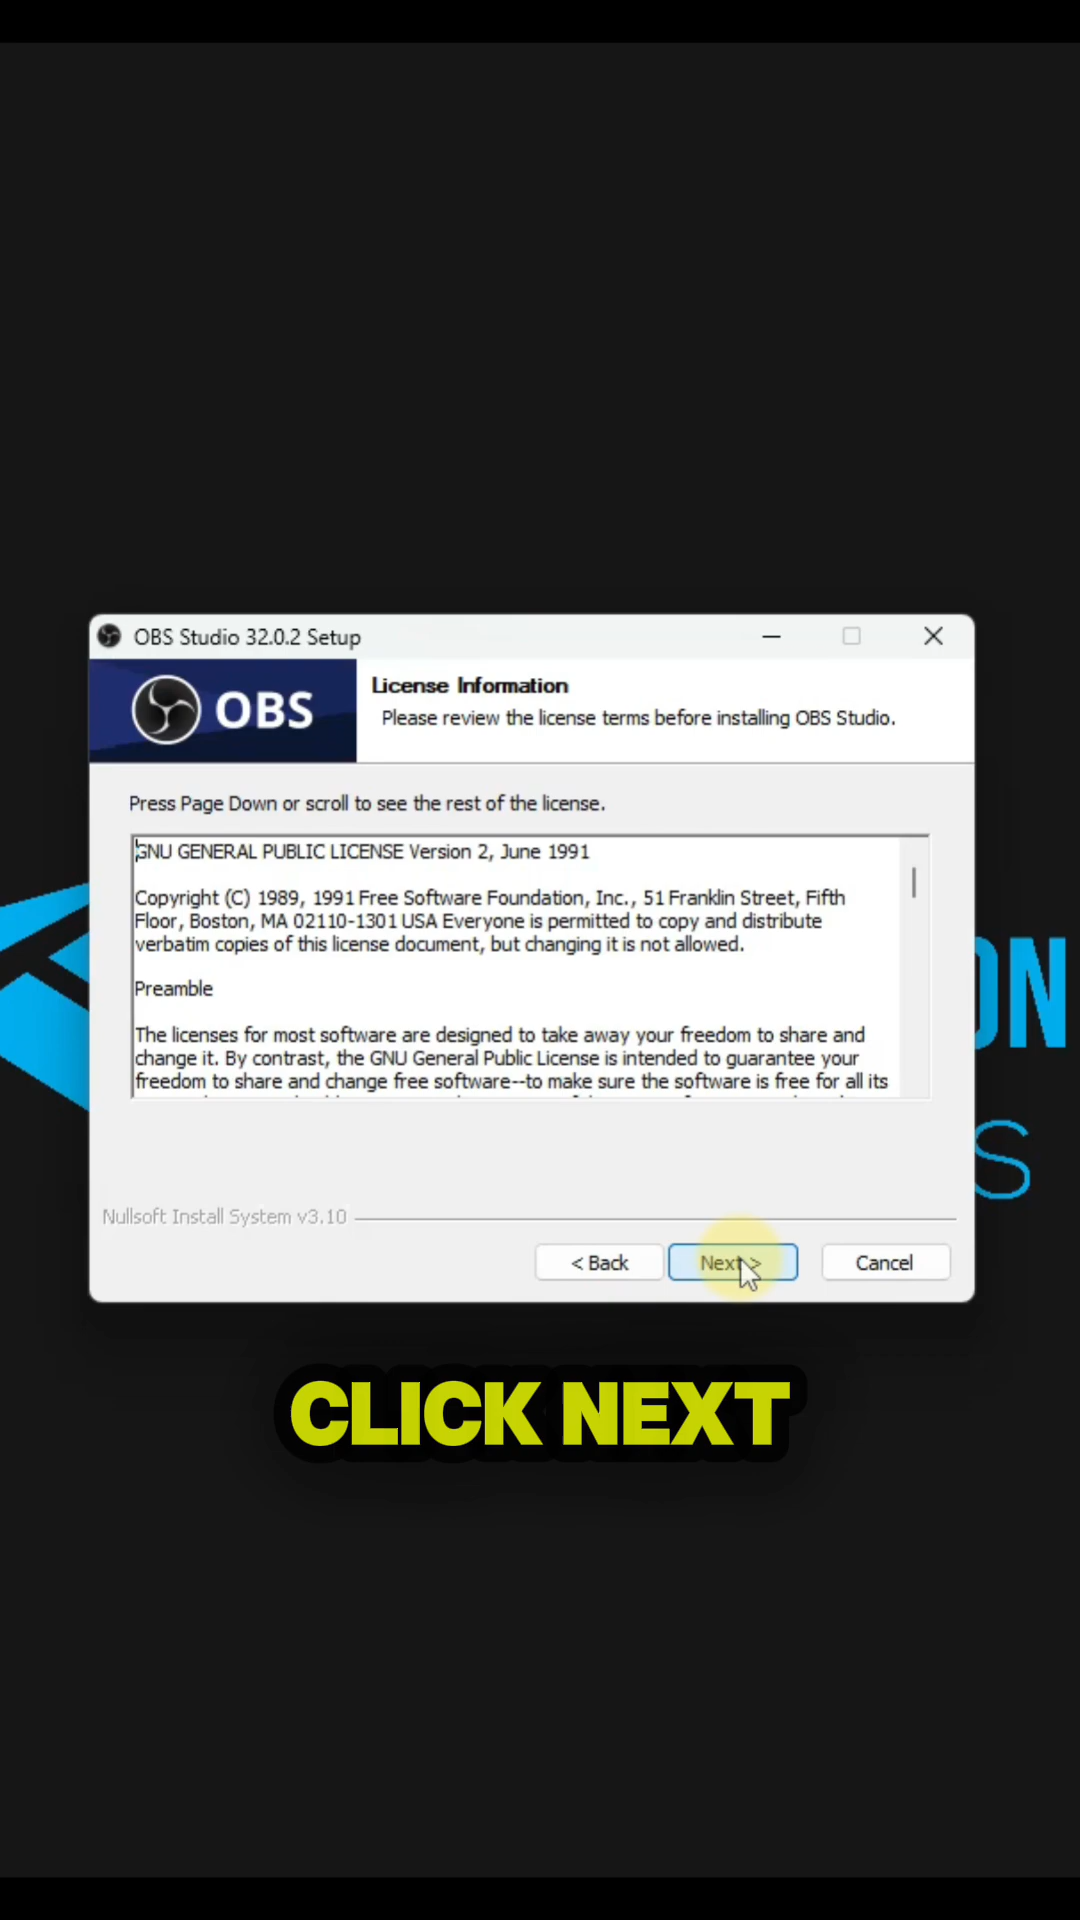 OBS Studio 32.0.2 Setup
OBS
License Information
Please review the license terms before installing OBS Studio.
Press Page Down or scroll to see the rest of the license.
GNU GENERAL PUBLIC LICENSE Version 2, June 1991
Copyright (C) 1989, 1991 Free Software Foundation, Inc., 51 Franklin Street, Fifth
Floor, Boston, MA 02110-1301 USA Everyone is permitted to copy and distribute
verbatim copies of this license document, but changing it is not allowed.
Preamble
The licenses for most software are designed to take away your freedom to share and
change it. By contrast, the GNU General Public License is intended to guarantee your
freedom to share and change free software--to make sure the software is free for all its
ON
S
Nullsoft Install System v3.10
< Back
Next >
Cancel
CLICK NEXT